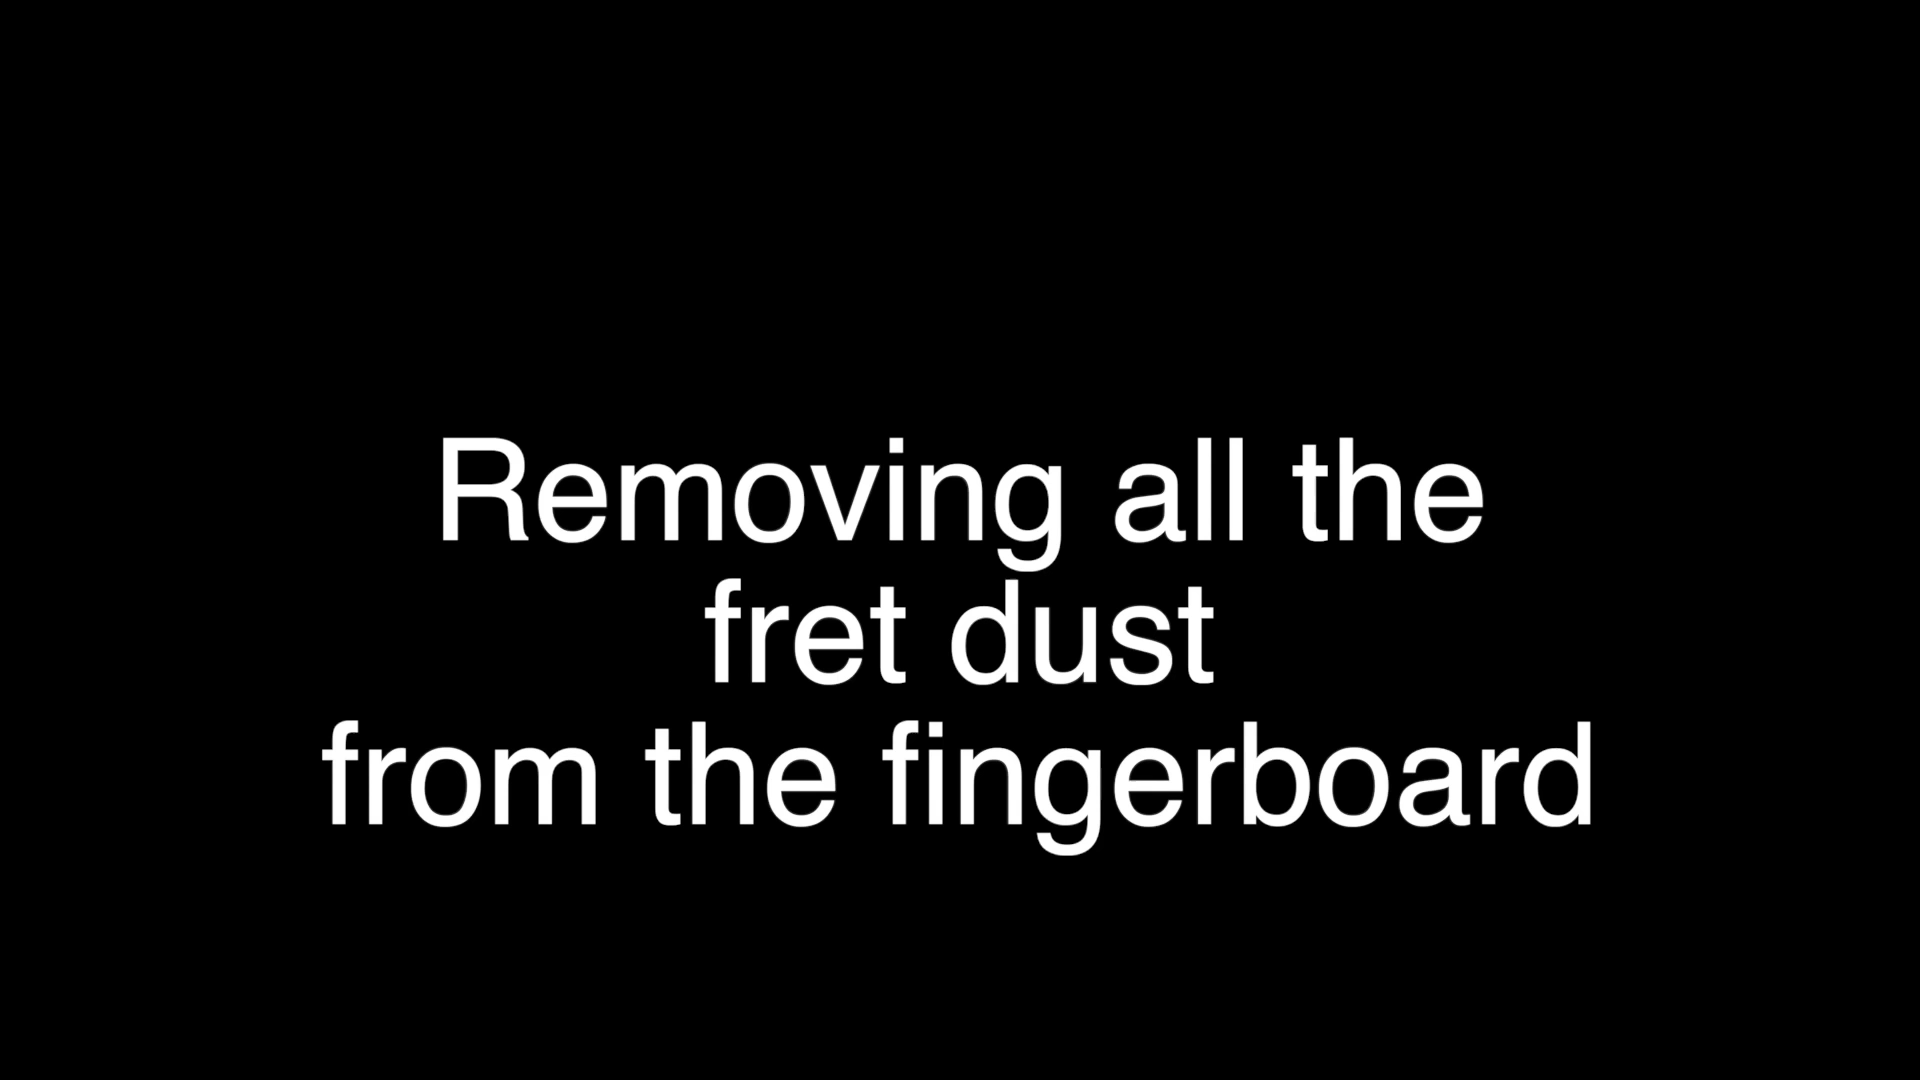 Removing all the
fret dust
from the fingerboard